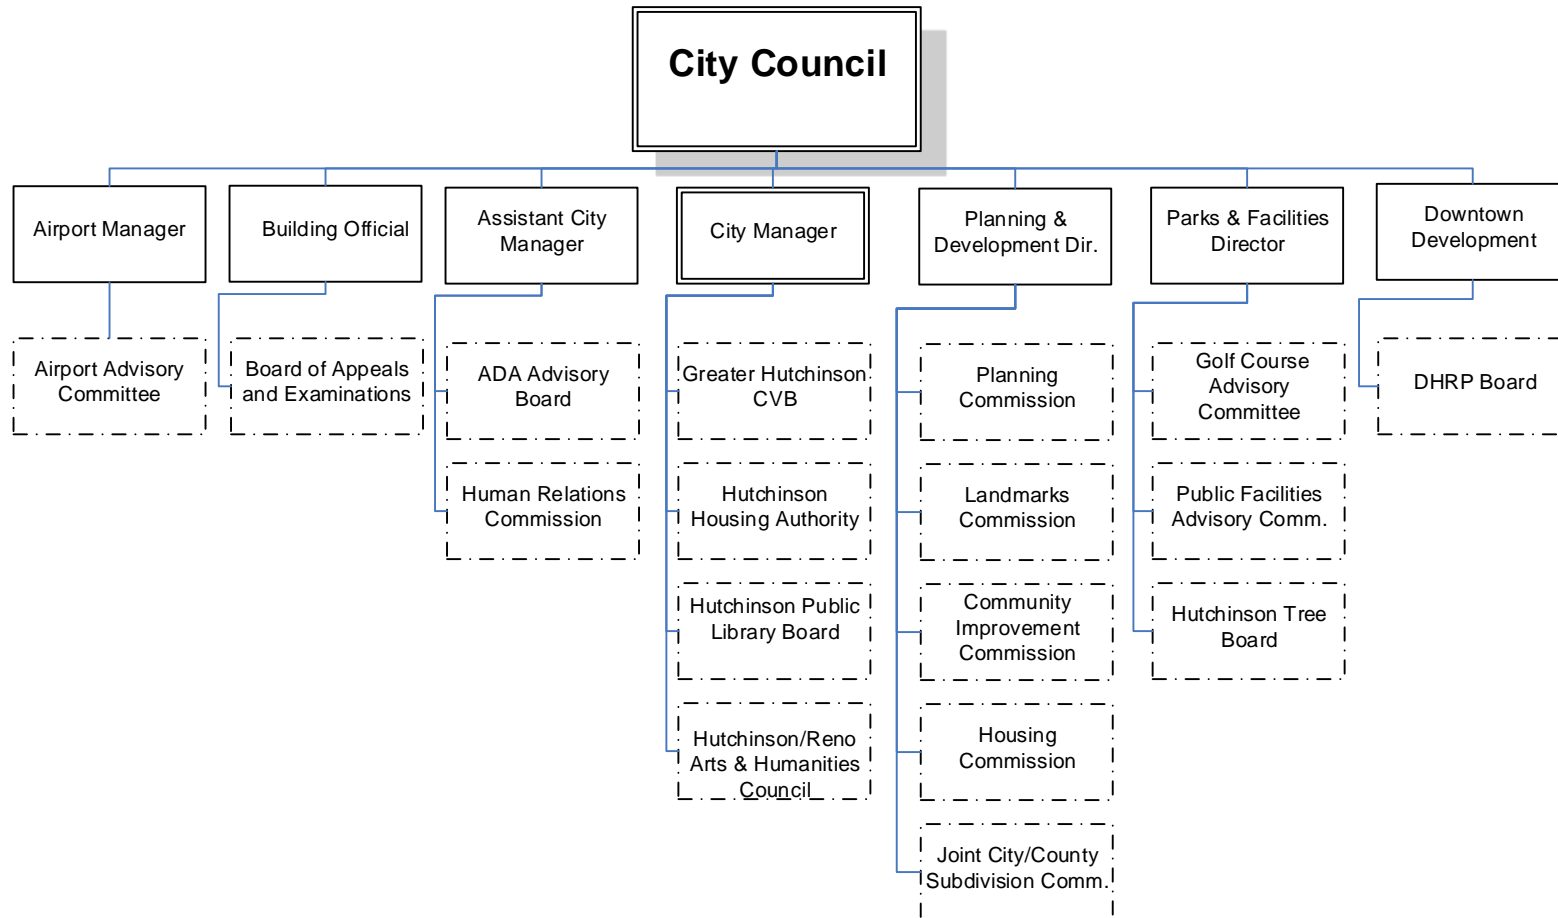 City Council
Airport Manager
Building Official
Assistant City
Manager
City Manager
Planning &
Development Dir.
Parks & Facilities
Director
Downtown
Development
Airport Advisory
Committee
Board of Appeals
and Examinations
ADA Advisory
Board
Human Relations
Commission
Greater Hutchinson
CVB
Hutchinson
Housing Authority
Hutchinson Public
Library Board
Hutchinson/Reno
Arts & Humanities
Council
Planning
Commission
Landmarks
Commission
Community
Improvement
Commission
Housing
Commission
Joint City/County
Subdivision Comm.
Golf Course
Advisory
Committee
Public Facilities
Advisory Comm.
Hutchinson Tree
Board
DHRP Board